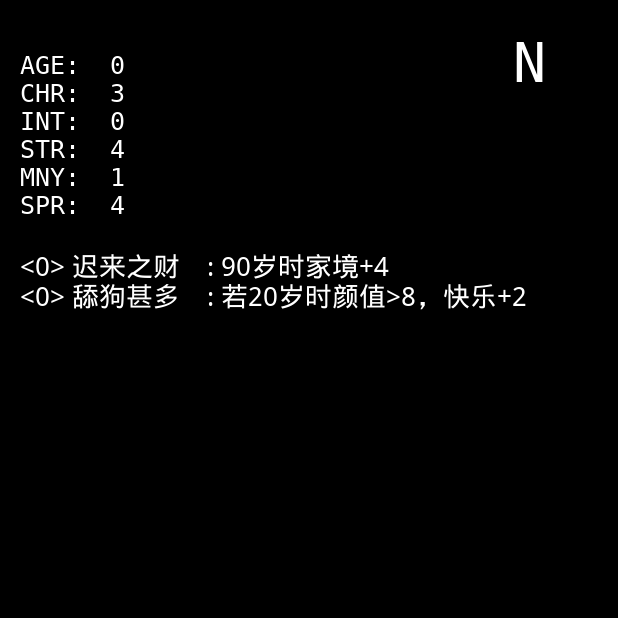 N
AGE: 0
CHR: 3
INT: 0
STR: 4
MNY: 1
SPR: 4
<0> 迟来之财 : 90岁时家境+4
<0> 舔狗甚多 : 若20岁时颜值>8，快乐+2